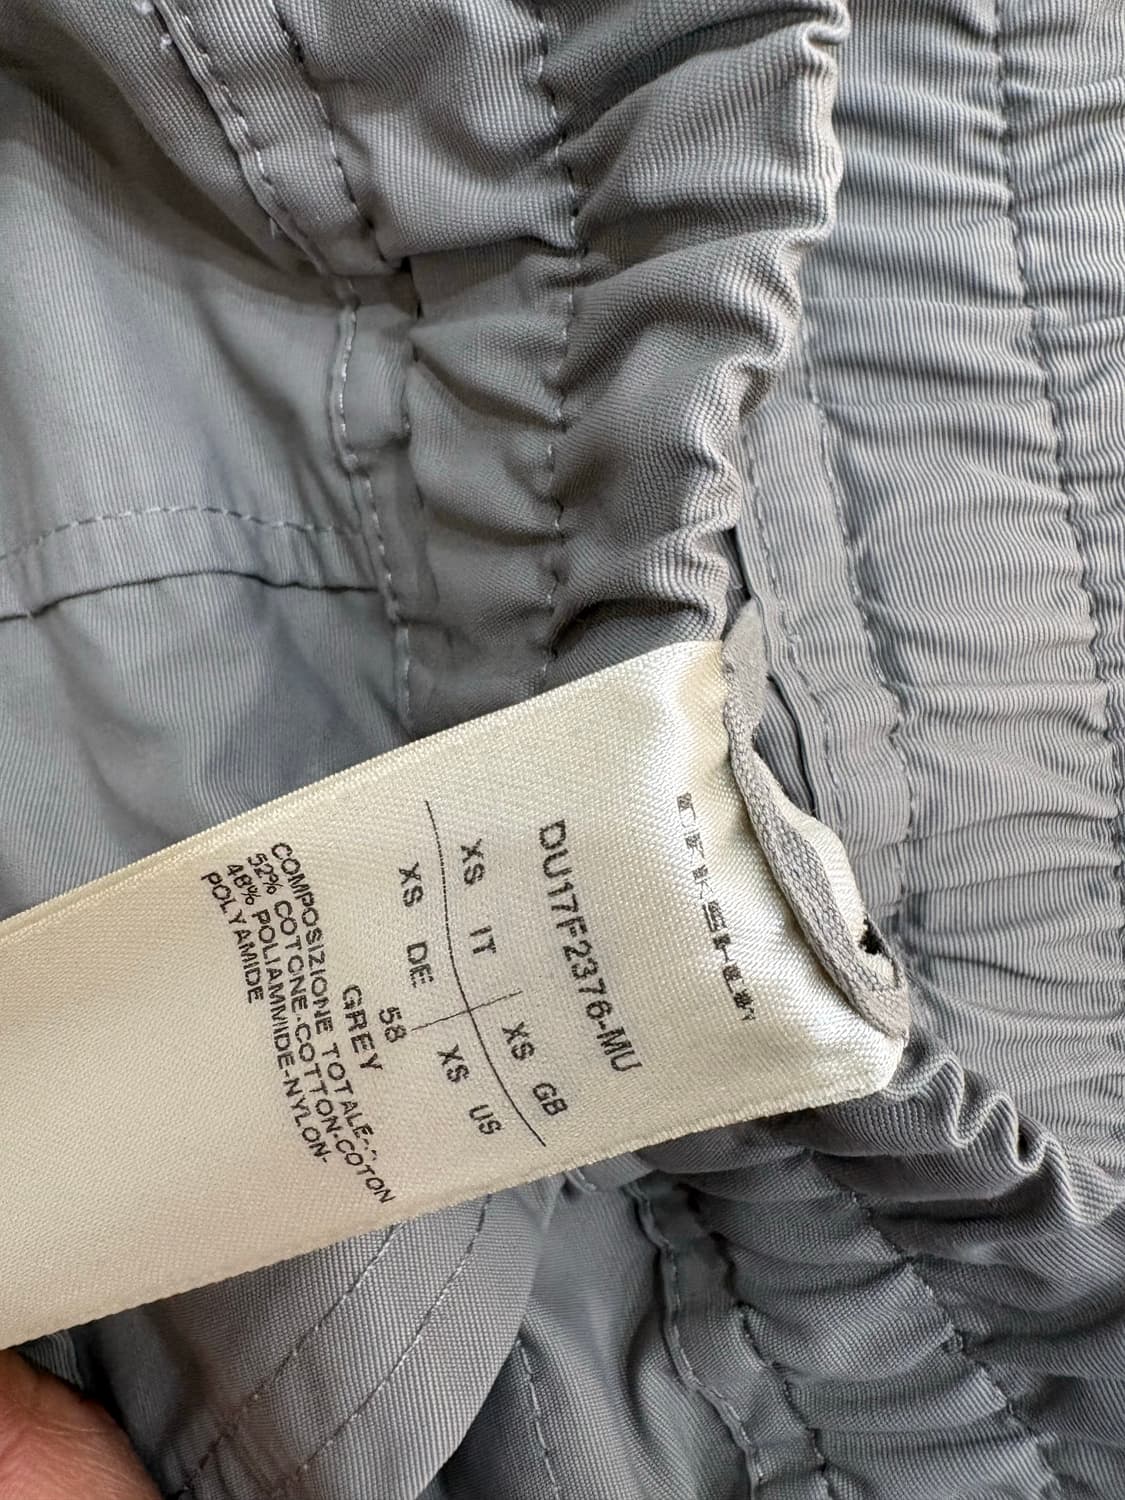 DU17F2376-MU
XS IT XS GB
XS DE XS US
58
GREY
COMPOSIZIONE TOTALE-
52% COTONE-COTTON-COTON
48% POLIAMMIDE-NYLON-
POLYAMIDE